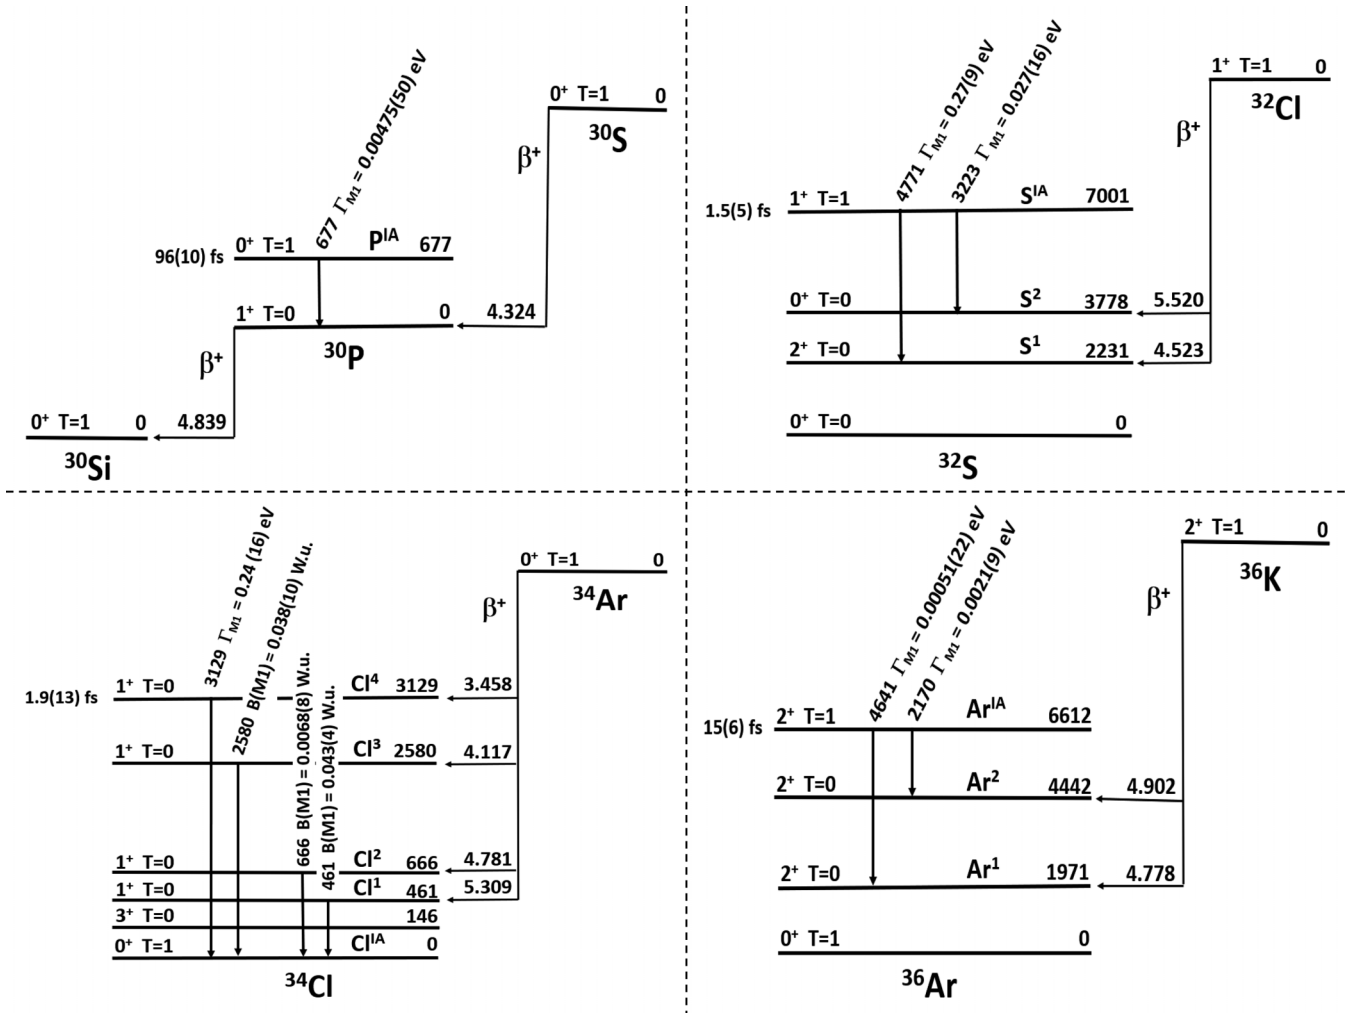 677 Γ_M1 = 0.00475(50) eV
0⁺ T=1 0
³⁰S
β⁺
96(10) fs 0⁺ T=1 P^IA 677
1⁺ T=0 0 4.324
³⁰P
β⁺
0⁺ T=1 0 4.839
³⁰Si
4771 Γ_M1 = 0.27(9) eV
3223 Γ_M1 = 0.027(16) eV
1⁺ T=1 0
³²Cl
β⁺
1.5(5) fs 1⁺ T=1 S^IA 7001
0⁺ T=0 S² 3778 5.520
2⁺ T=0 S¹ 2231 4.523
0⁺ T=0 0
³²S
3129 Γ_M1 = 0.24 (16) eV
2580 B(M1) = 0.038(10) W.u.
666 B(M1) = 0.0068(8) W.u.
461 B(M1) = 0.043(4) W.u.
0⁺ T=1 0
³⁴Ar
β⁺
1.9(13) fs 1⁺ T=0 Cl⁴ 3129 3.458
1⁺ T=0 Cl³ 2580 4.117
1⁺ T=0 Cl² 666 4.781
1⁺ T=0 Cl¹ 461 5.309
3⁺ T=0 146
0⁺ T=1 Cl^IA 0
³⁴Cl
4641 Γ_M1 = 0.00051(22) eV
2170 Γ_M1 = 0.0021(9) eV
2⁺ T=1 0
³⁶K
β⁺
15(6) fs 2⁺ T=1 Ar^IA 6612
2⁺ T=0 Ar² 4442 4.902
2⁺ T=0 Ar¹ 1971 4.778
0⁺ T=1 0
³⁶Ar